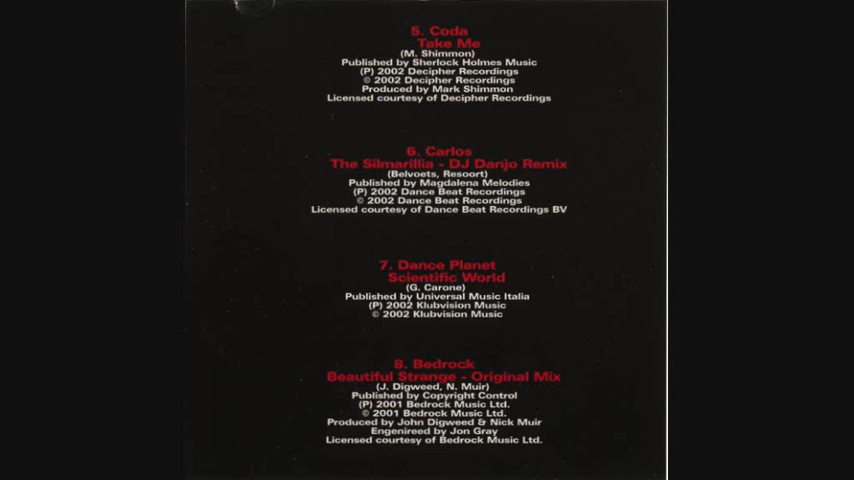 5. Coda
Take Me
(M. Shimmon)
Published by Sherlock Holmes Music
(P) 2002 Decipher Recordings
© 2002 Decipher Recordings
Produced by Mark Shimmon
Licensed courtesy of Decipher Recordings
6. Carlos
The Silmarillia - DJ Danjo Remix
(Belvoets, Resoort)
Published by Magdalena Melodies
(P) 2002 Dance Beat Recordings
© 2002 Dance Beat Recordings
Licensed courtesy of Dance Beat Recordings BV
7. Dance Planet
Scientific World
(G. Carone)
Published by Universal Music Italia
(P) 2002 Klubvision Music
© 2002 Klubvision Music
8. Bedrock
Beautiful Strange - Original Mix
(J. Digweed, N. Muir)
Published by Copyright Control
(P) 2001 Bedrock Music Ltd.
© 2001 Bedrock Music Ltd.
Produced by John Digweed & Nick Muir
Engenireed by Jon Gray
Licensed courtesy of Bedrock Music Ltd.